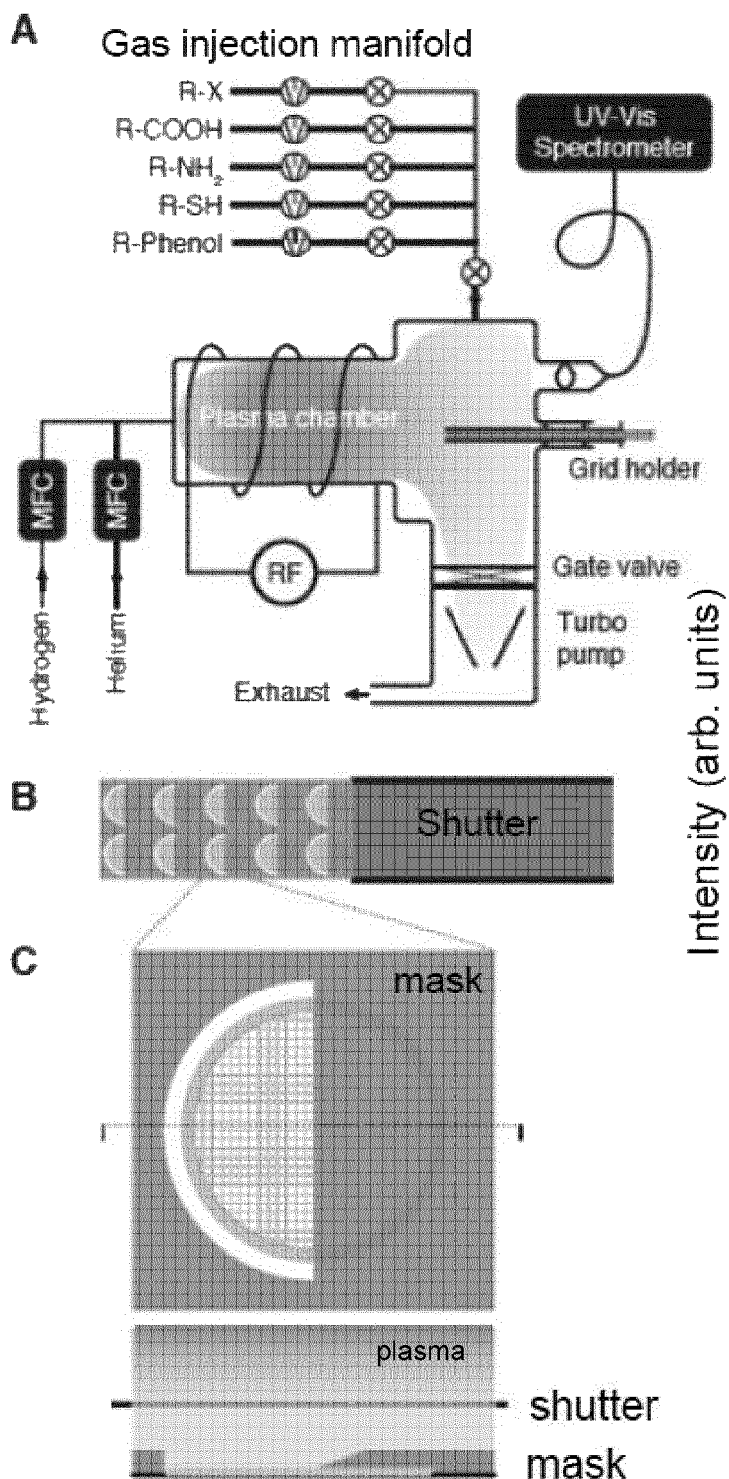 A
Gas injection manifold
R-X
R-COOH
R-NH₂
R-SH
R-Phenol
UV-Vis
Spectrometer
Plasma chamber
MFC
MFC
Grid holder
RF
Gate valve
Hydrogen
Helium
Turbo
pump
Exhaust
Intensity (arb. units)
B
Shutter
C
mask
plasma
shutter
mask